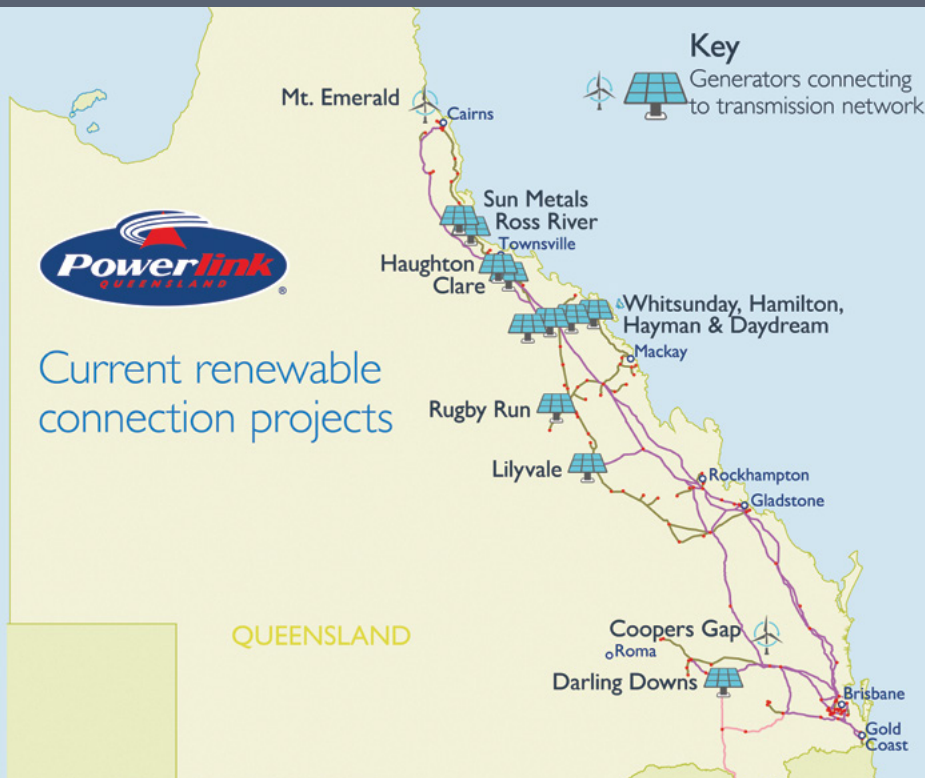 Key
Generators connecting
to transmission network
Mt. Emerald
Cairns
Sun Metals
Ross River
Townsville
Haughton
Clare
Powerlink
QUEENSLAND
®
Whitsunday, Hamilton,
Hayman & Daydream
Mackay
Current renewable
connection projects
Rugby Run
Lilyvale
Rockhampton
Gladstone
QUEENSLAND
Coopers Gap
Roma
Darling Downs
Brisbane
Gold
Coast